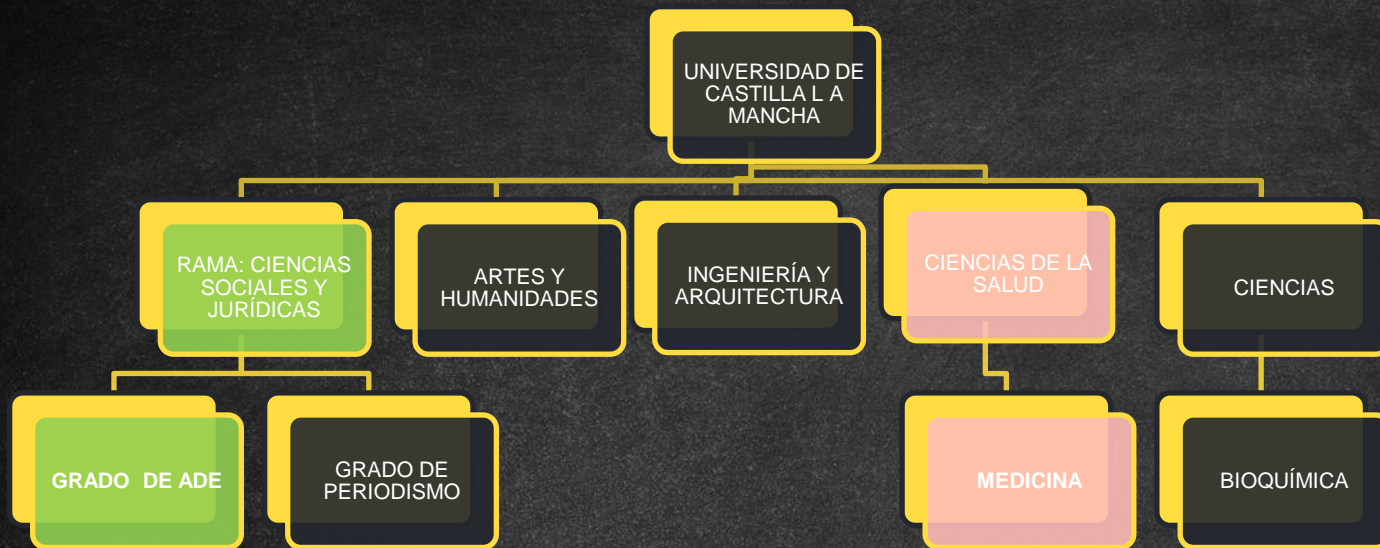 UNIVERSIDAD DE
CASTILLA L A
MANCHA
RAMA: CIENCIAS
SOCIALES Y
JURÍDICAS
ARTES Y
HUMANIDADES
INGENIERÍA Y
ARQUITECTURA
CIENCIAS DE LA
SALUD
CIENCIAS
GRADO DE ADE
GRADO DE
PERIODISMO
MEDICINA
BIOQUÍMICA